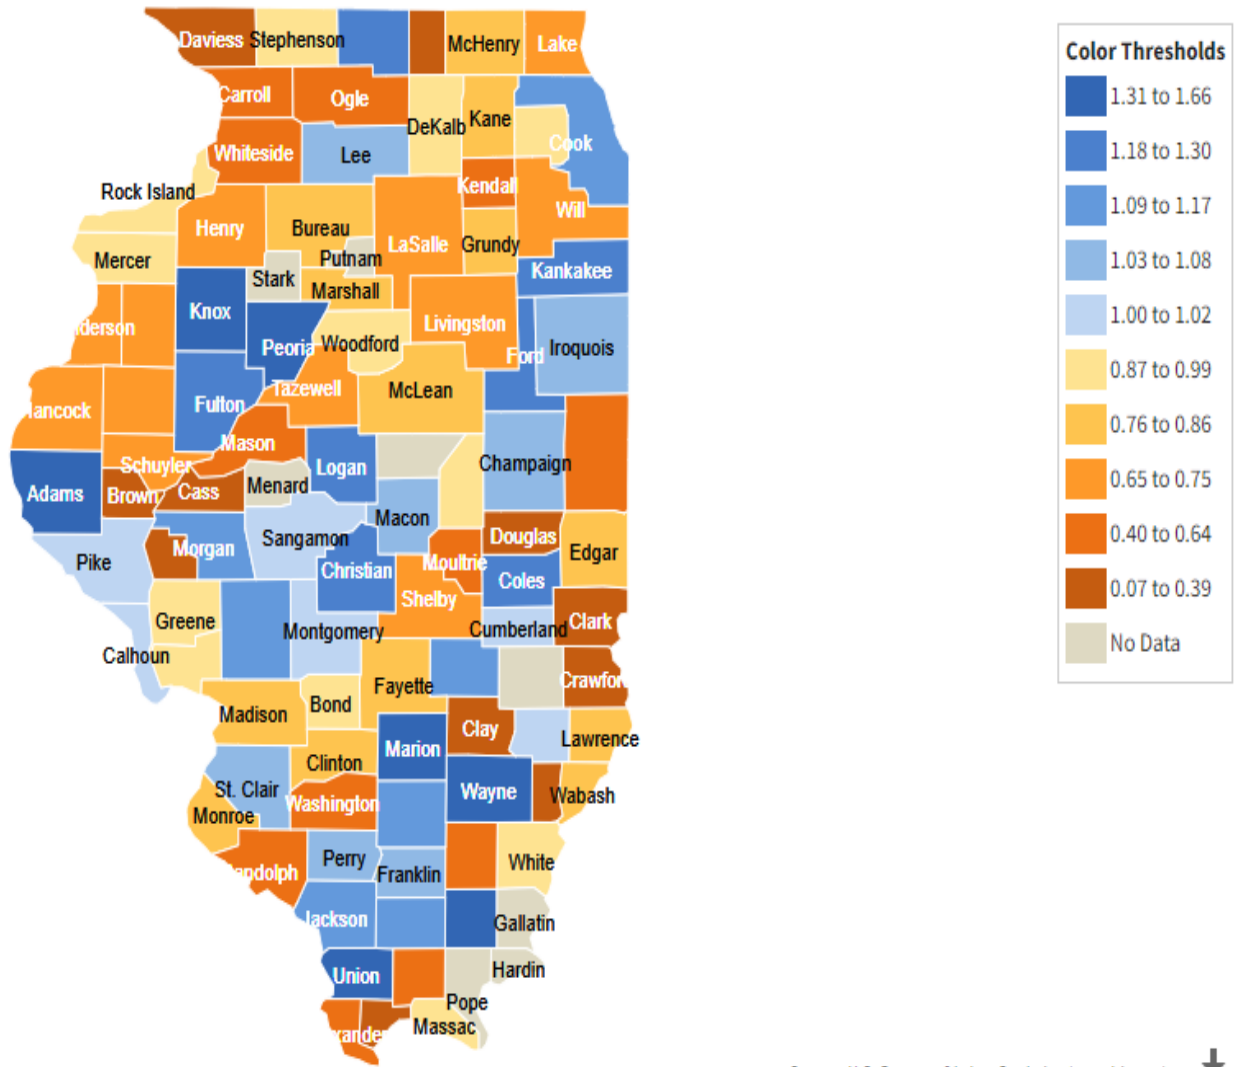 Daviess
Stephenson
McHenry
Lake
Carroll
Ogle
DeKalb
Kane
Cook
Whiteside
Lee
Rock Island
Kendall
Will
Henry
Bureau
LaSalle
Grundy
Mercer
Putnam
Kankakee
Stark
Marshall
Knox
Peoria
Woodford
Livingston
Ford
Iroquois
derson
Tazewell
McLean
Hancock
Fulton
Mason
Schuyler
Logan
Champaign
Adams
Brown
Cass
Menard
Macon
Pike
Morgan
Sangamon
Christian
Moultrie
Douglas
Edgar
Coles
Shelby
Greene
Montgomery
Cumberland
Clark
Calhoun
Fayette
Crawfor
Madison
Bond
Clay
Lawrence
Marion
Clinton
St. Clair
Washington
Wayne
Wabash
Monroe
Randolph
Perry
Franklin
White
Jackson
Gallatin
Union
Hardin
Pope
xander
Massac
Color Thresholds
1.31 to 1.66
1.18 to 1.30
1.09 to 1.17
1.03 to 1.08
1.00 to 1.02
0.87 to 0.99
0.76 to 0.86
0.65 to 0.75
0.40 to 0.64
0.07 to 0.39
No Data